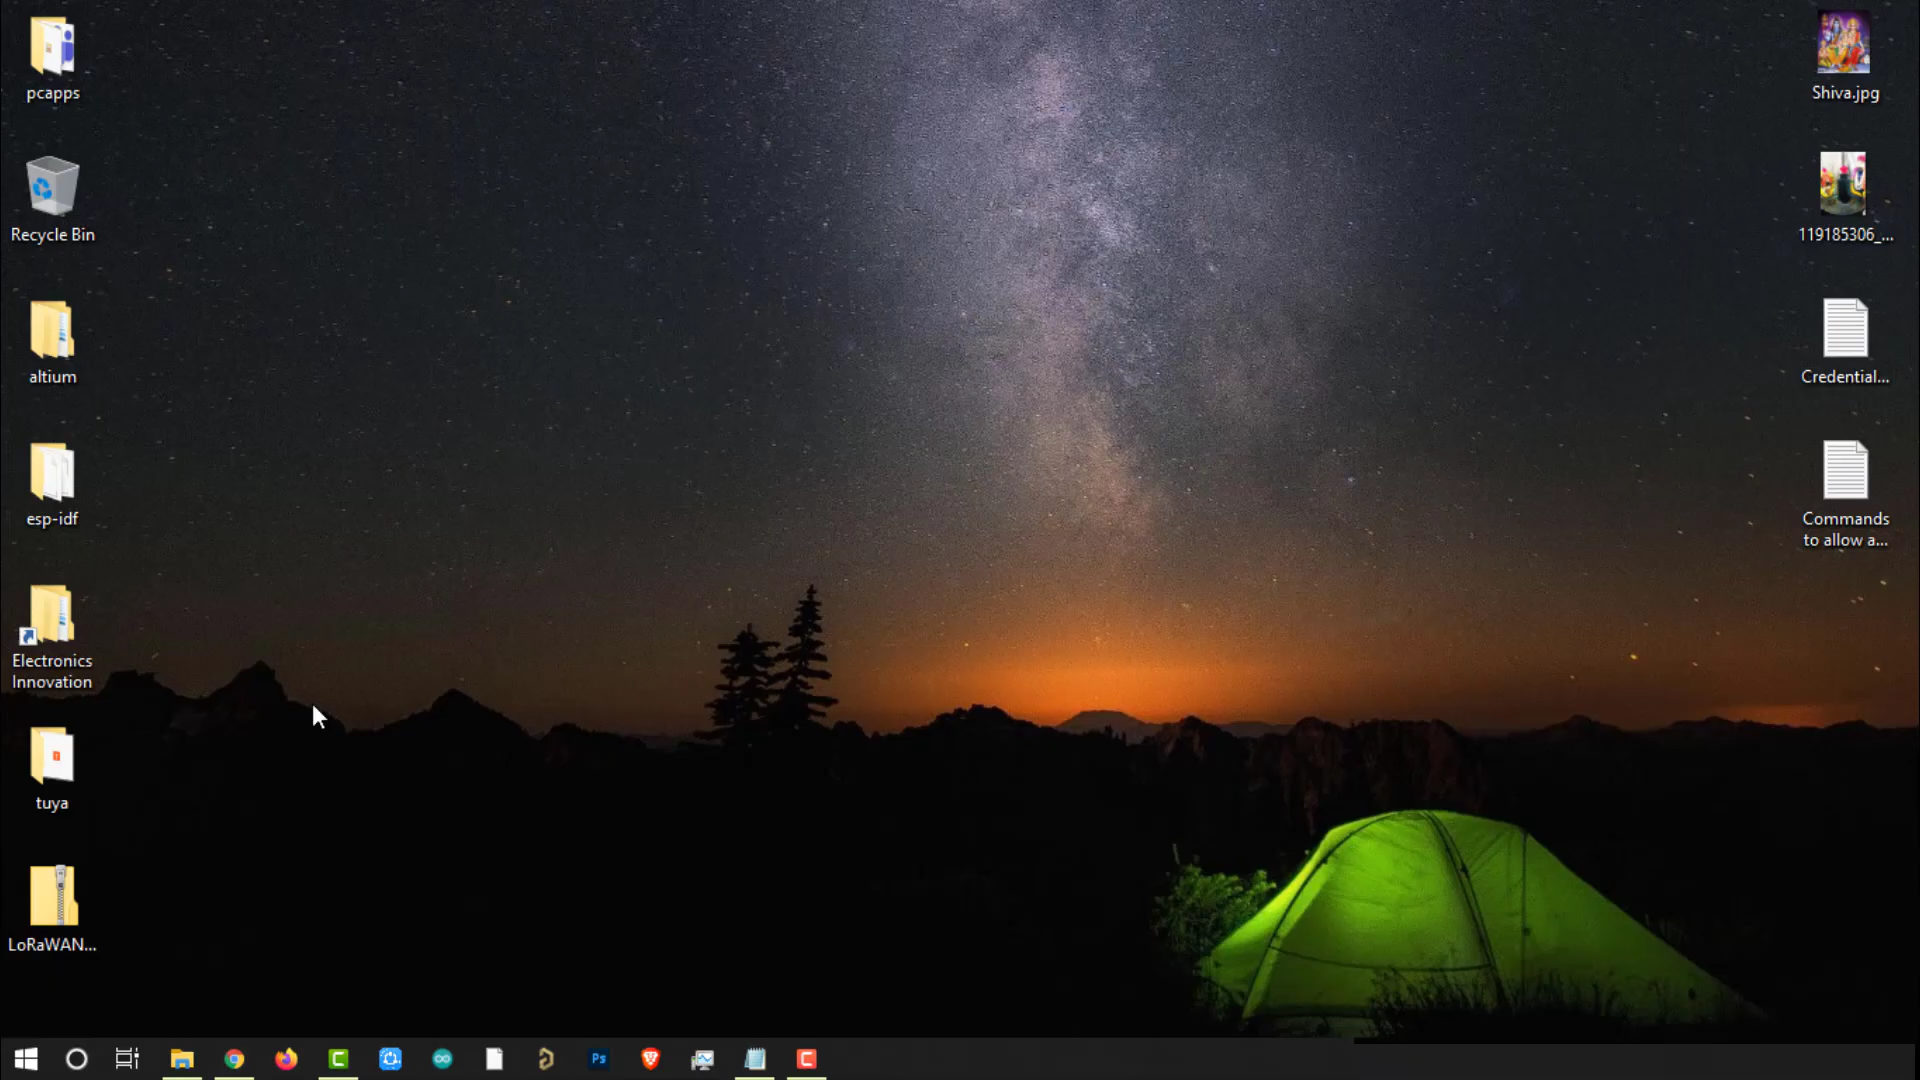 pcapps
Recycle Bin
altium
esp-idf
Electronics
Innovation
tuya
LoRaWAN...
Shiva.jpg
119185306_...
Credential...
Commands
to allow a...
Ps